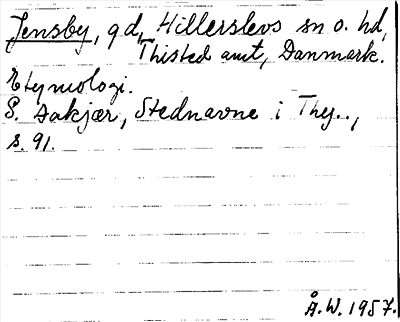 Jensby, gd, Hillerslevs sn o. hd,
Thisted amt, Danmark.
Etymologi.
P. Aakjær, Stednavne i Thy..,
s. 91.
Å.W. 1957.